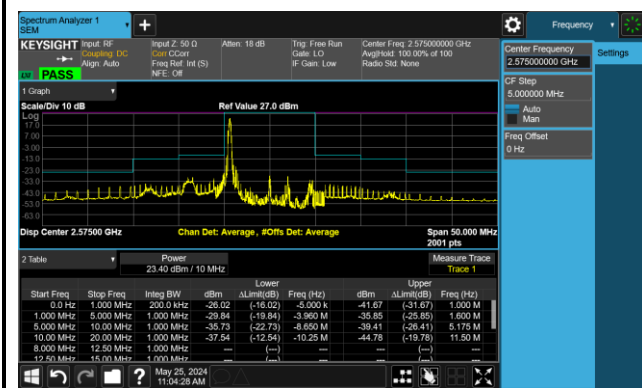 Spectrum Analyzer 1
SEM
Frequency
KEYSIGHT
Input: RF
Coupling: DC
Align: Auto
Input Z: 50 Ω
Corr CCorr
Freq Ref: Int (S)
NFE: Off
Atten: 18 dB
Trig: Free Run
Gate: LO
IF Gain: Low
Center Freq: 2.575000000 GHz
Avg|Hold: 100.00% of 100
Radio Std: None
PASS
Center Frequency
2.575000000 GHz
Settings
CF Step
5.000000 MHz
Auto
Man
Freq Offset
0 Hz
1 Graph
Scale/Div 10 dB
Ref Value 27.0 dBm
Log
17.0
7.00
-3.00
-13.0
-23.0
-33.0
-43.0
-53.0
-63.0
Disp Center 2.57500 GHz
Chan Det: Average , #Offs Det: Average
Span 50.000 MHz
2001 pts
2 Table
Power
23.40 dBm / 10 MHz
Measure Trace
Trace 1
Lower Upper
Start Freq Stop Freq Integ BW dBm ΔLimit(dB) Freq (Hz) dBm ΔLimit(dB) Freq (Hz)
0.0 Hz 1.000 MHz 200.0 kHz -26.02 (-16.02) -5.000 k -41.67 (-31.67) 1.000 M
1.000 MHz 5.000 MHz 1.000 MHz -29.84 (-19.84) -3.960 M -35.85 (-25.85) 1.600 M
5.000 MHz 10.00 MHz 1.000 MHz -35.73 (-22.73) -8.650 M -39.41 (-26.41) 5.175 M
10.00 MHz 20.00 MHz 1.000 MHz -37.54 (-12.54) -10.25 M -44.78 (-19.78) 11.50 M
8.000 MHz 12.50 MHz 1.000 MHz --- (---) --- --- (---) ---
12.50 MHz 15.00 MHz 1.000 MHz --- (---) --- --- (---) ---
?
May 25, 2024
11:04:28 AM